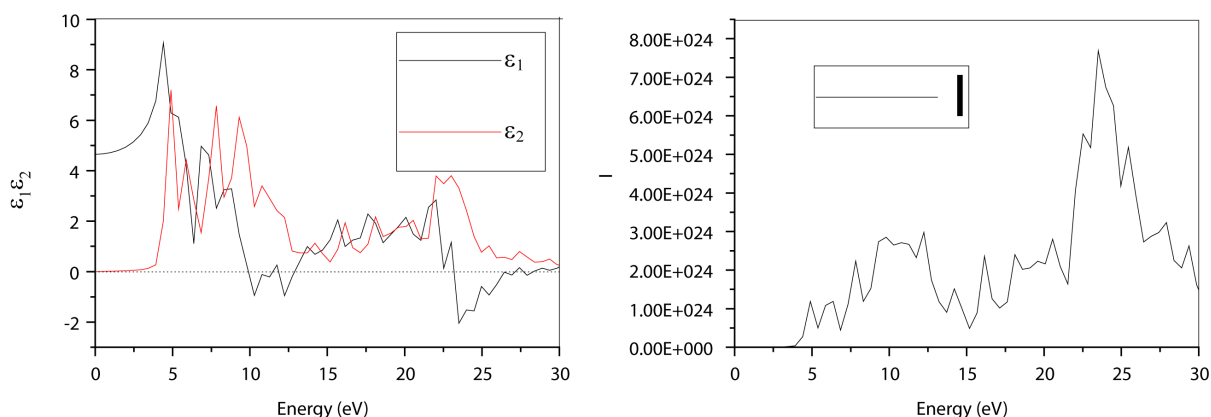 10
8
6
4
2
0
-2
ε₁ε₂
ε₁
ε₂
0 5 10 15 20 25 30
Energy (eV)
8.00E+024
7.00E+024
6.00E+024
5.00E+024
4.00E+024
3.00E+024
2.00E+024
1.00E+024
0.00E+000
I
I
0 5 10 15 20 25 30
Energy (eV)